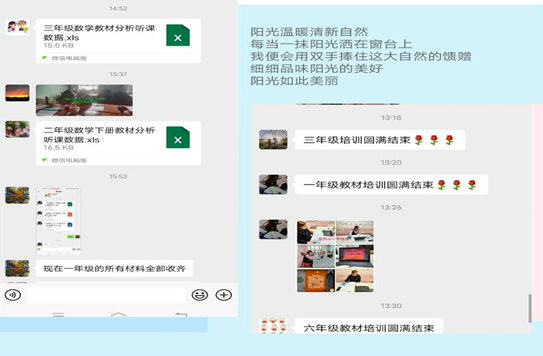 14:52
三年级数学教材分析听课
数据.xls
15.5 KB
微信电脑版
15:37
二年级数学下册教材分析
听课数据.xls
16.5 KB
微信电脑版
15:53
现在一年级的所有材料全部收齐
阳光温暖清新自然
每当一抹阳光洒在窗台上
我便会用双手捧住这大自然的馈赠
细细品味阳光的美好
阳光如此美丽
13:18
三年级培训圆满结束🌹🌹🌹
13:20
一年级教材培训圆满结束🌹🌹🌹
13:26
13:30
六年级教材培训圆满结束